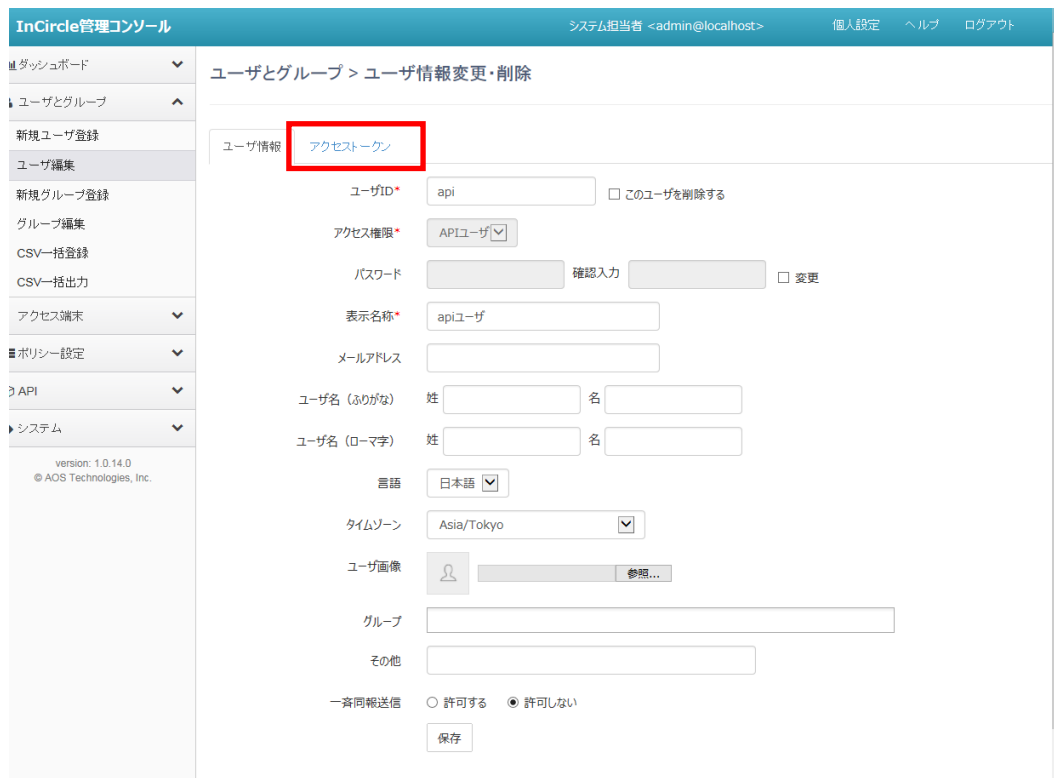 InCircle管理コンソール
システム担当者 <admin@localhost>
個人設定
ヘルプ
ログアウト
ダッシュボード
ユーザとグループ
新規ユーザ登録
ユーザ編集
新規グループ登録
グループ編集
CSV一括登録
CSV一括出力
アクセス端末
ポリシー設定
API
システム
version: 1.0.14.0
© AOS Technologies, Inc.
ユーザとグループ > ユーザ情報変更・削除
ユーザ情報 アクセストークン
ユーザID* api このユーザを削除する
アクセス権限* APIユーザ
パスワード 確認入力 変更
表示名称* apiユーザ
メールアドレス
ユーザ名（ふりがな） 姓 名
ユーザ名（ローマ字） 姓 名
言語 日本語
タイムゾーン Asia/Tokyo
ユーザ画像 参照...
グループ
その他
一斉同報送信 許可する 許可しない
保存